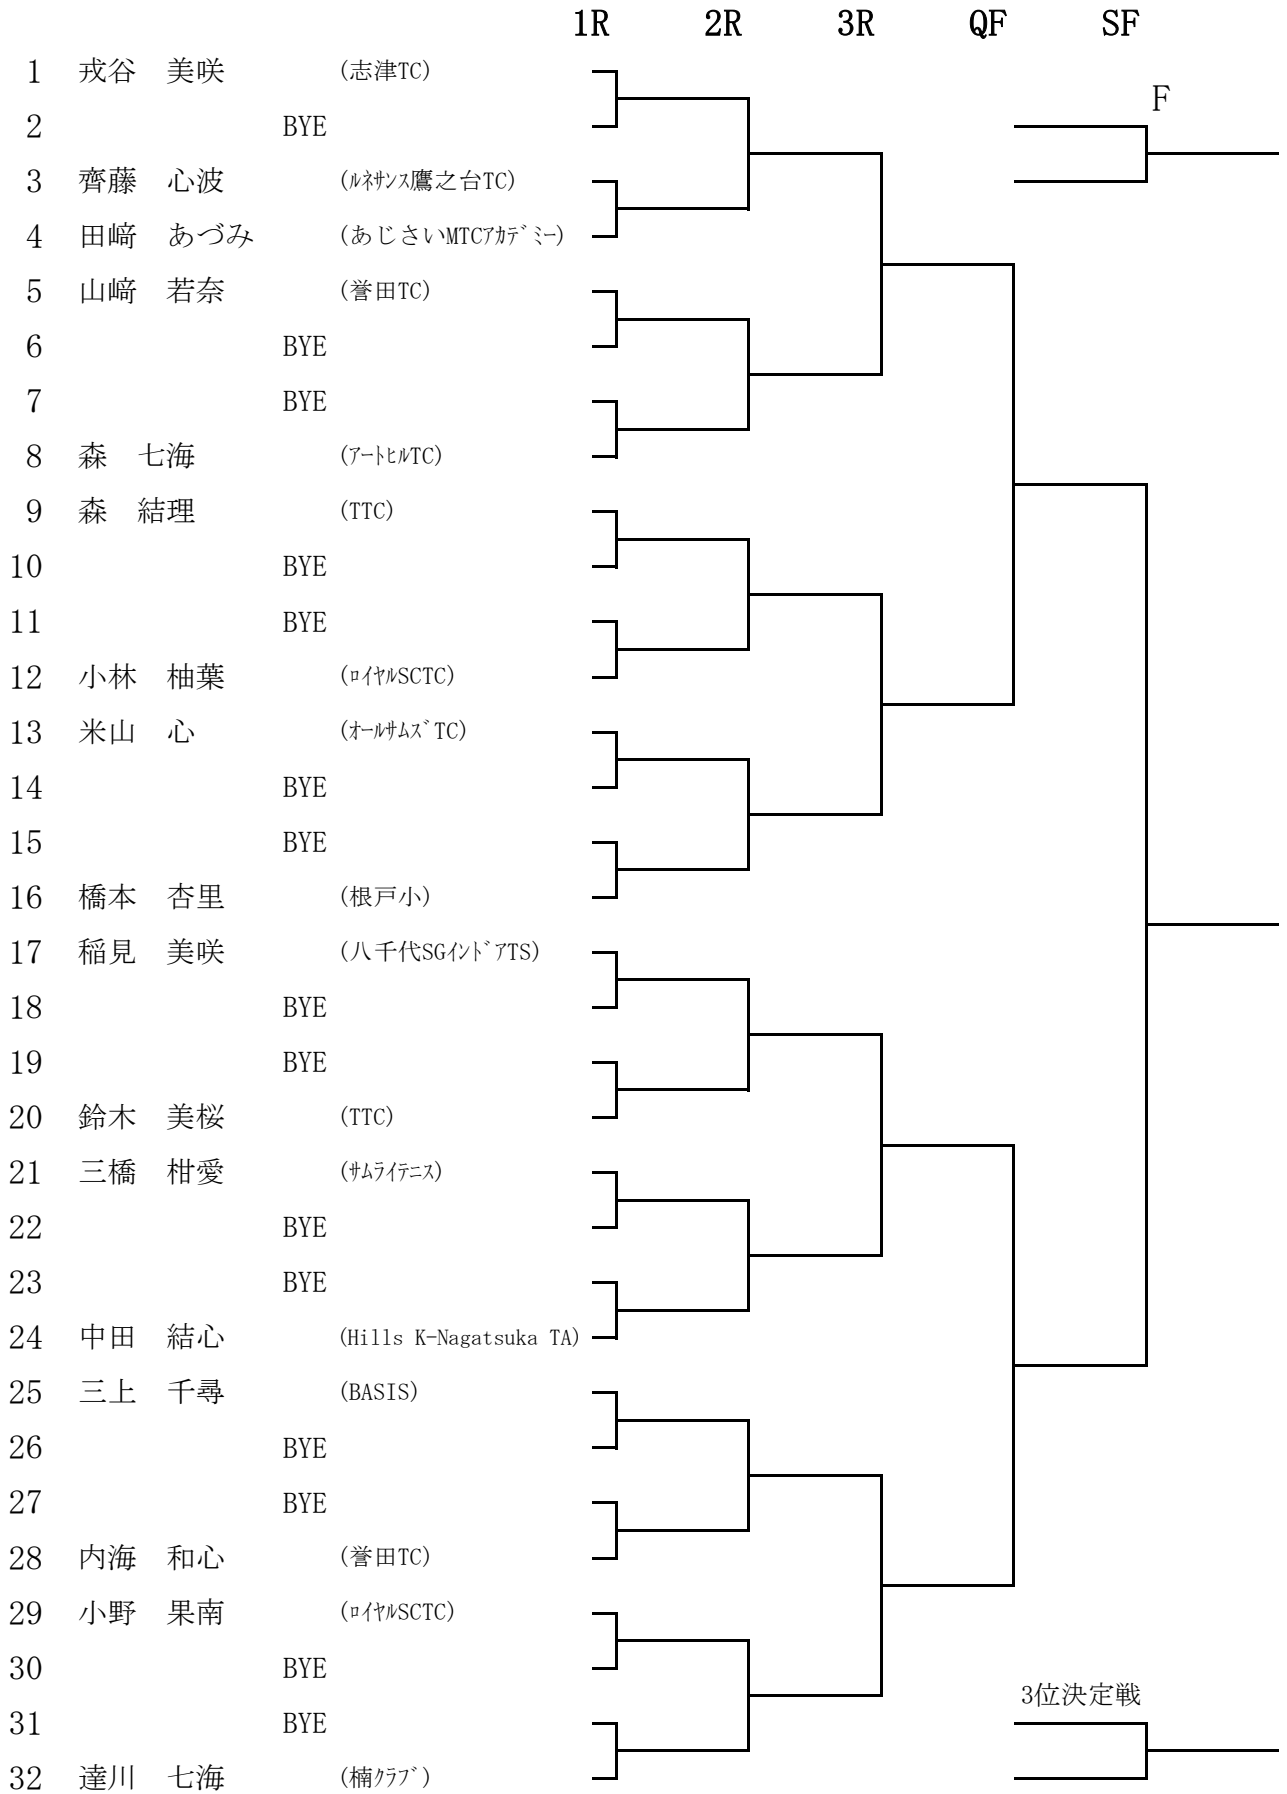 1R 2R 3R QF SF
1 戎谷 美咲 (志津TC)
F
2 BYE
3 齊藤 心波 (ﾙﾈｻﾝｽ鷹之台TC)
4 田﨑 あづみ (あじさいMTCｱｶﾃﾞﾐｰ)
5 山﨑 若奈 (誉田TC)
6 BYE
7 BYE
8 森 七海 (ｱｰﾄﾋﾙTC)
9 森 結理 (TTC)
10 BYE
11 BYE
12 小林 柚葉 (ﾛｲﾔﾙSCTC)
13 米山 心 (ｵｰﾙｻﾑｽﾞTC)
14 BYE
15 BYE
16 橋本 杏里 (根戸小)
17 稲見 美咲 (八千代SGｲﾝﾄﾞｱTS)
18 BYE
19 BYE
20 鈴木 美桜 (TTC)
21 三橋 柑愛 (ｻﾑﾗｲﾃﾆｽ)
22 BYE
23 BYE
24 中田 結心 (Hills K-Nagatsuka TA)
25 三上 千尋 (BASIS)
26 BYE
27 BYE
28 内海 和心 (誉田TC)
29 小野 果南 (ﾛｲﾔﾙSCTC)
30 BYE
3位決定戦
31 BYE
32 達川 七海 (楠ｸﾗﾌﾞ)